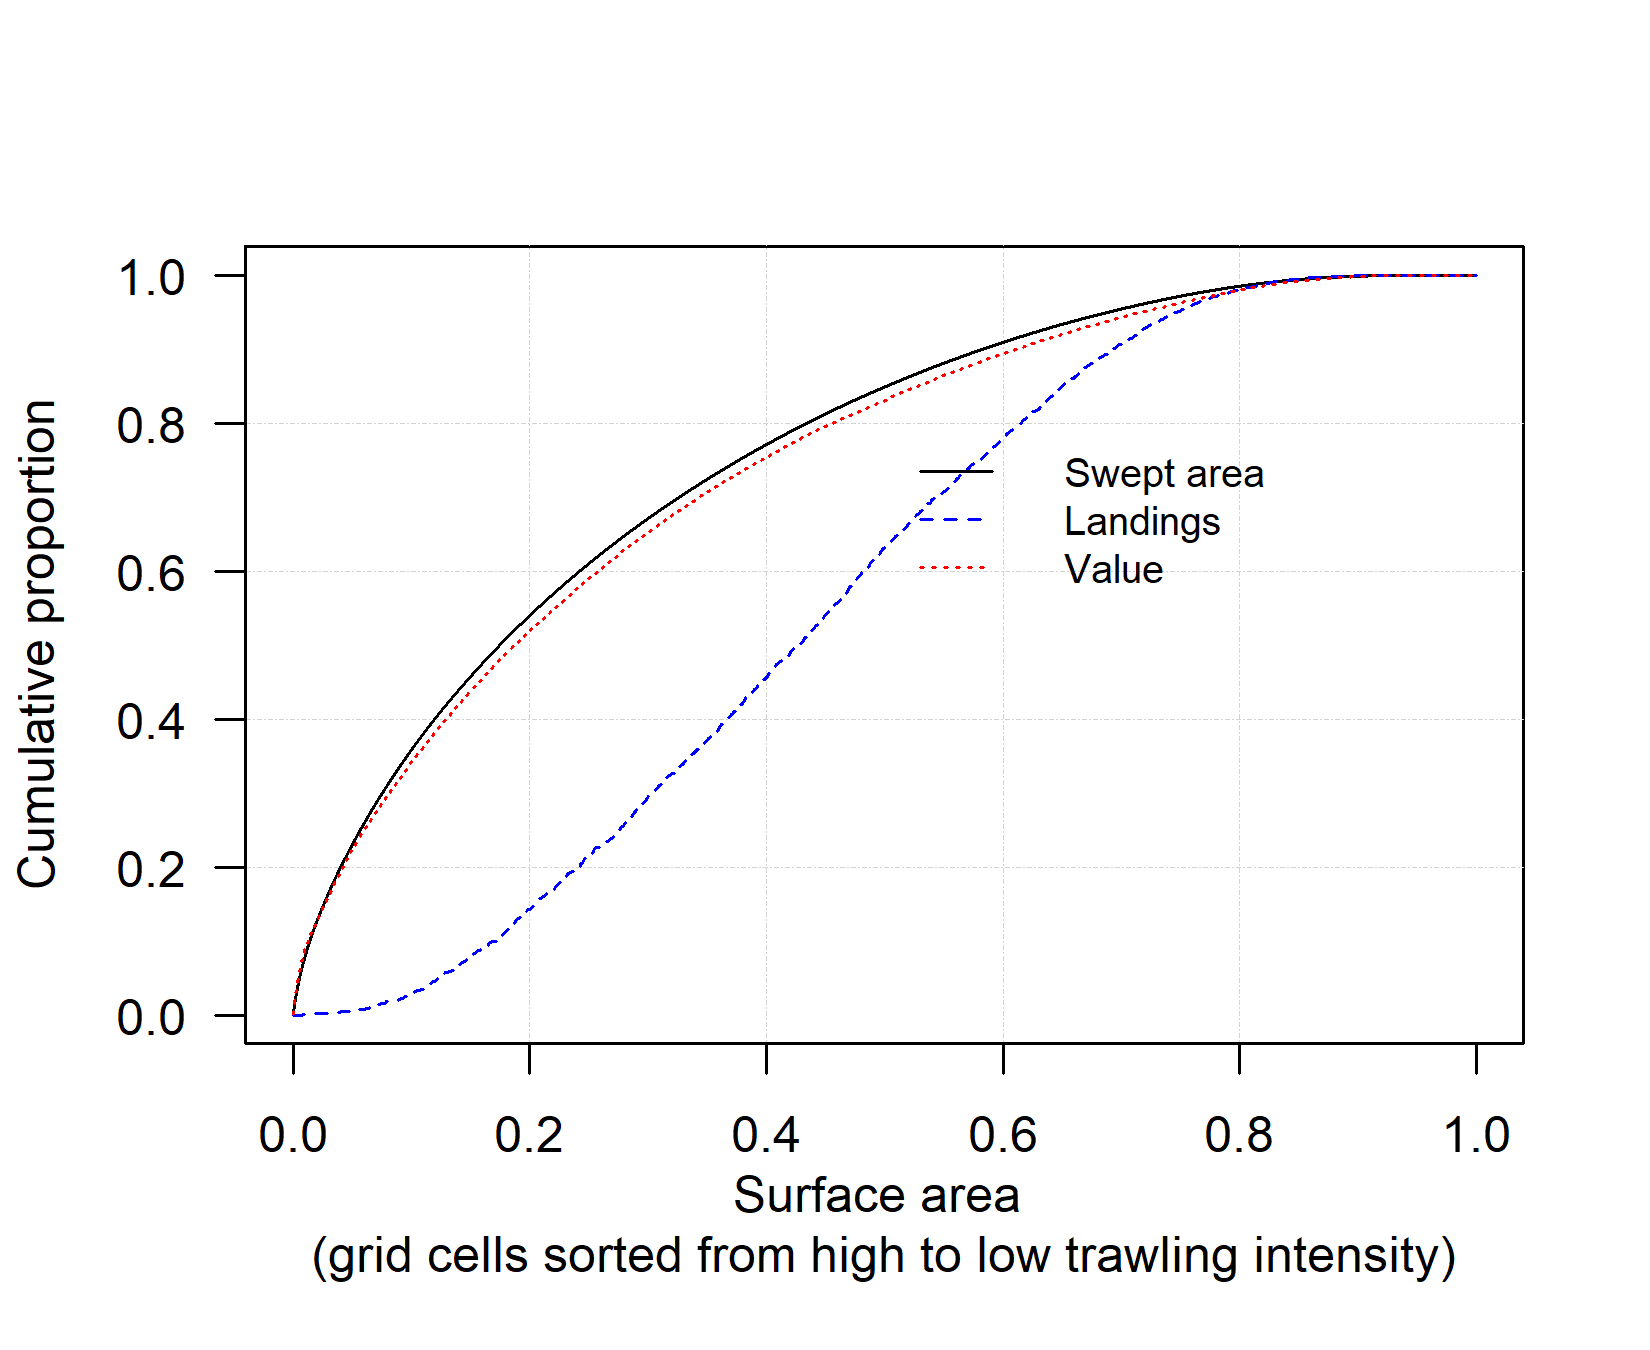 Cumulative proportion
1.0
0.8
0.6
0.4
0.2
0.0
Swept area
Landings
Value
0.0 0.2 0.4 0.6 0.8 1.0
Surface area
(grid cells sorted from high to low trawling intensity)